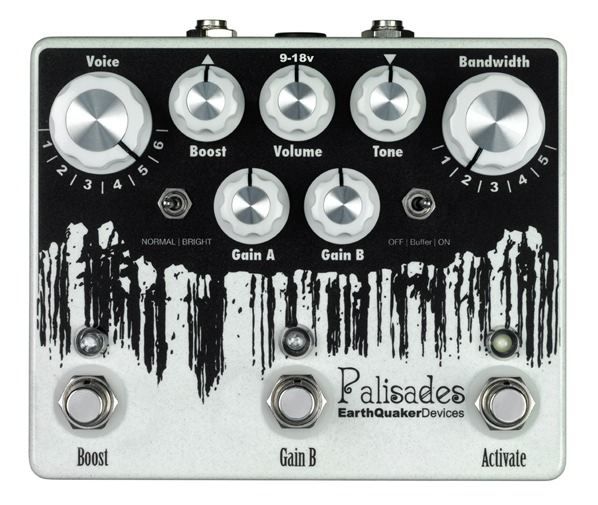 Voice
9-18v
Bandwidth
Boost
Volume
Tone
1 | 2 | 3 | 4 | 5 | 6
1 | 2 | 3 | 4 | 5
NORMAL | BRIGHT
Gain A
Gain B
OFF | Buffer | ON
Palisades
EarthQuakerDevices
Boost
Gain B
Activate